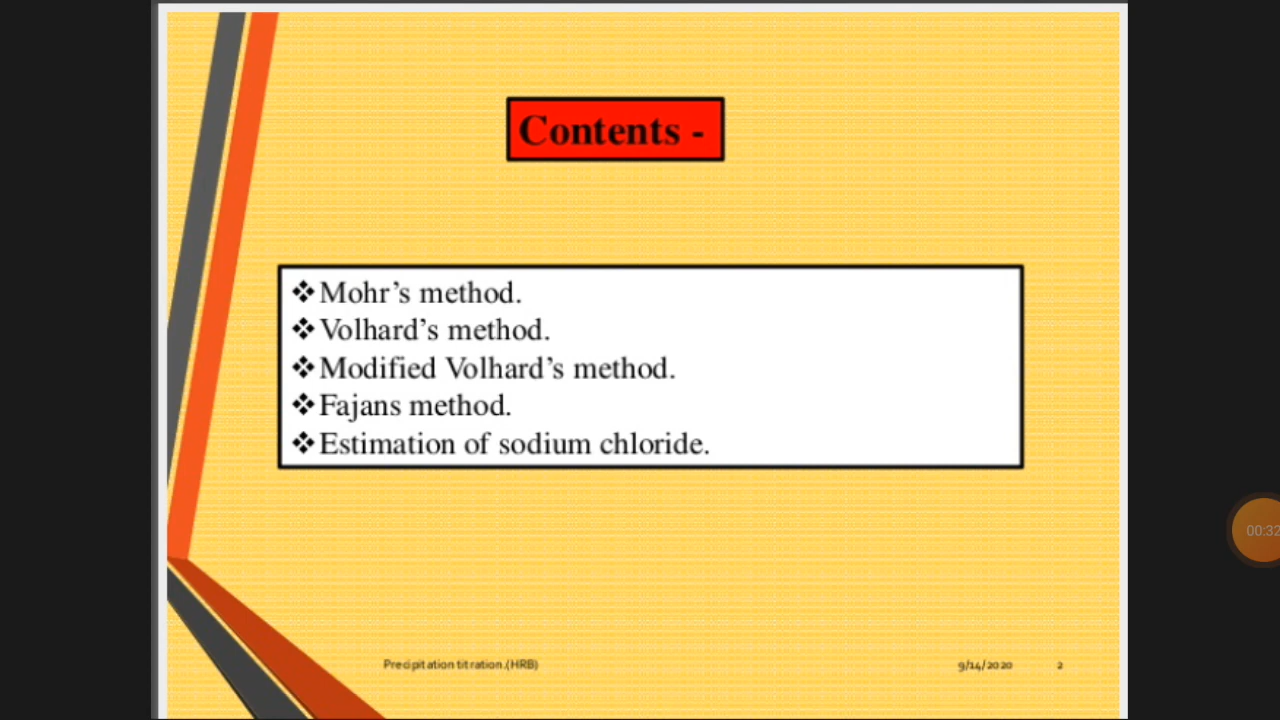 Contents -
❖Mohr’s method.
❖Volhard’s method.
❖Modified Volhard’s method.
❖Fajans method.
❖Estimation of sodium chloride.
00:32
Precipitation titration.(HRB) 9/14/2020 2